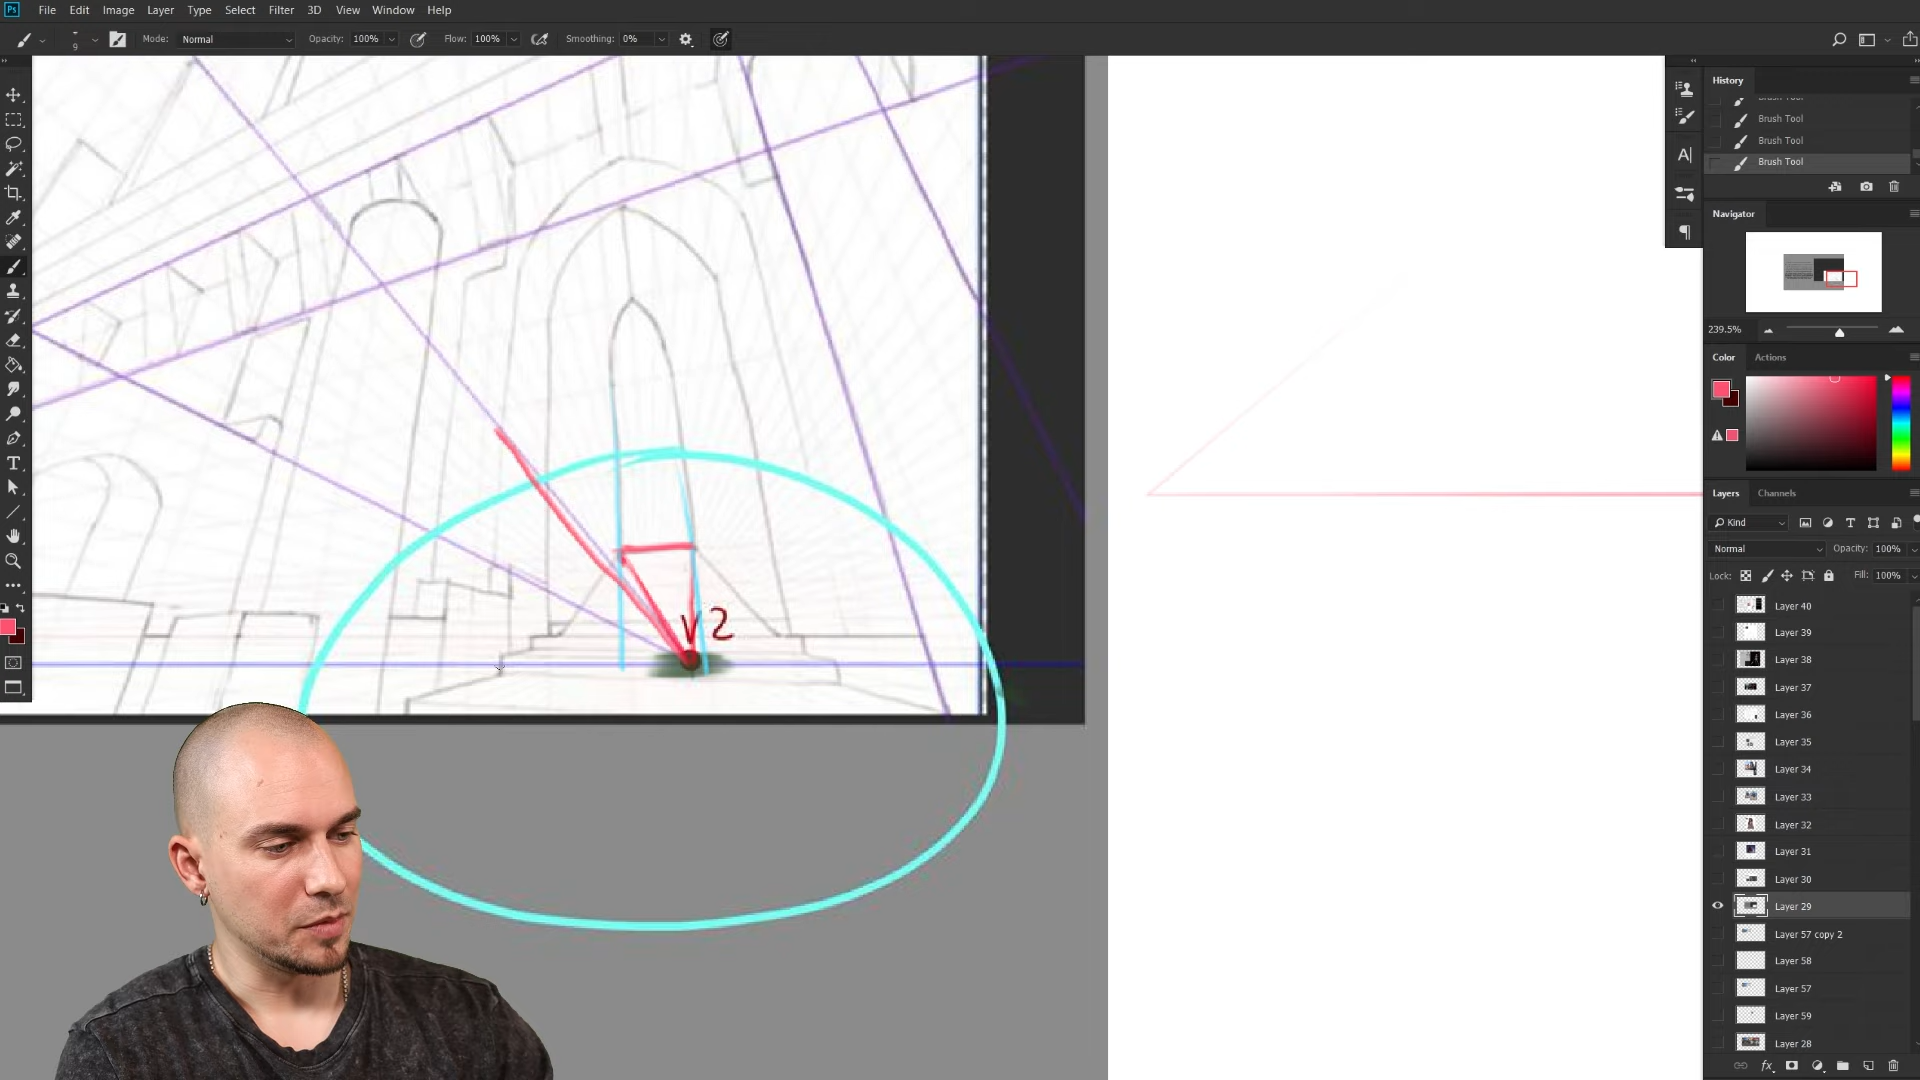 Ps File Edit Image Layer Type Select Filter 3D View Window Help
9 Mode: Normal Opacity: 100% Flow: 100% Smoothing: 0%
History
Brush Tool
Brush Tool
Brush Tool
Brush Tool
Navigator
239.5%
Color Actions
Layers Channels
Kind
Normal Opacity: 100%
Lock: Fill: 100%
Layer 40
Layer 39
Layer 38
Layer 37
Layer 36
Layer 35
Layer 34
Layer 33
Layer 32
Layer 31
Layer 30
Layer 29
Layer 57 copy 2
Layer 58
Layer 57
Layer 59
Layer 28
V2